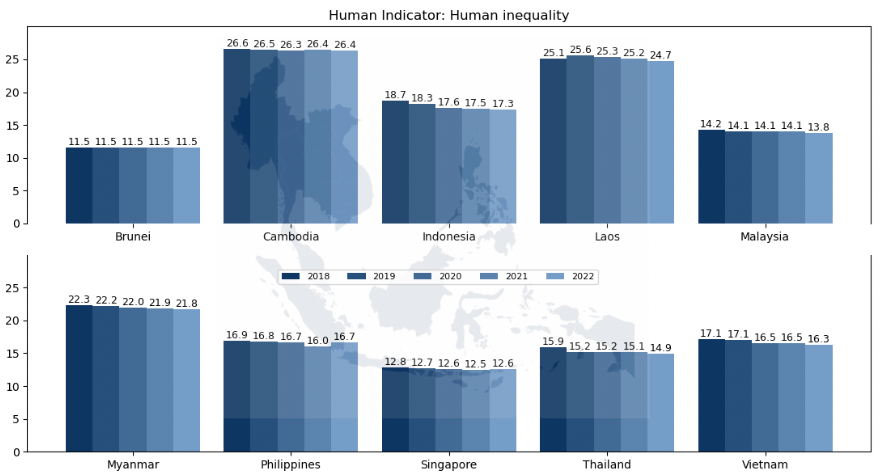 Human Indicator: Human inequality
25
20
15
10
5
0
11.5 11.5 11.5 11.5 11.5
26.6 26.5 26.3 26.4 26.4
18.7 18.3 17.6 17.5 17.3
25.1 25.6 25.3 25.2 24.7
14.2 14.1 14.1 14.1 13.8
Brunei Cambodia Indonesia Laos Malaysia
2018 2019 2020 2021 2022
25
20
15
10
5
0
22.3 22.2 22.0 21.9 21.8
16.9 16.8 16.7 16.0 16.7
12.8 12.7 12.6 12.5 12.6
15.9 15.2 15.2 15.1 14.9
17.1 17.1 16.5 16.5 16.3
Myanmar Philippines Singapore Thailand Vietnam